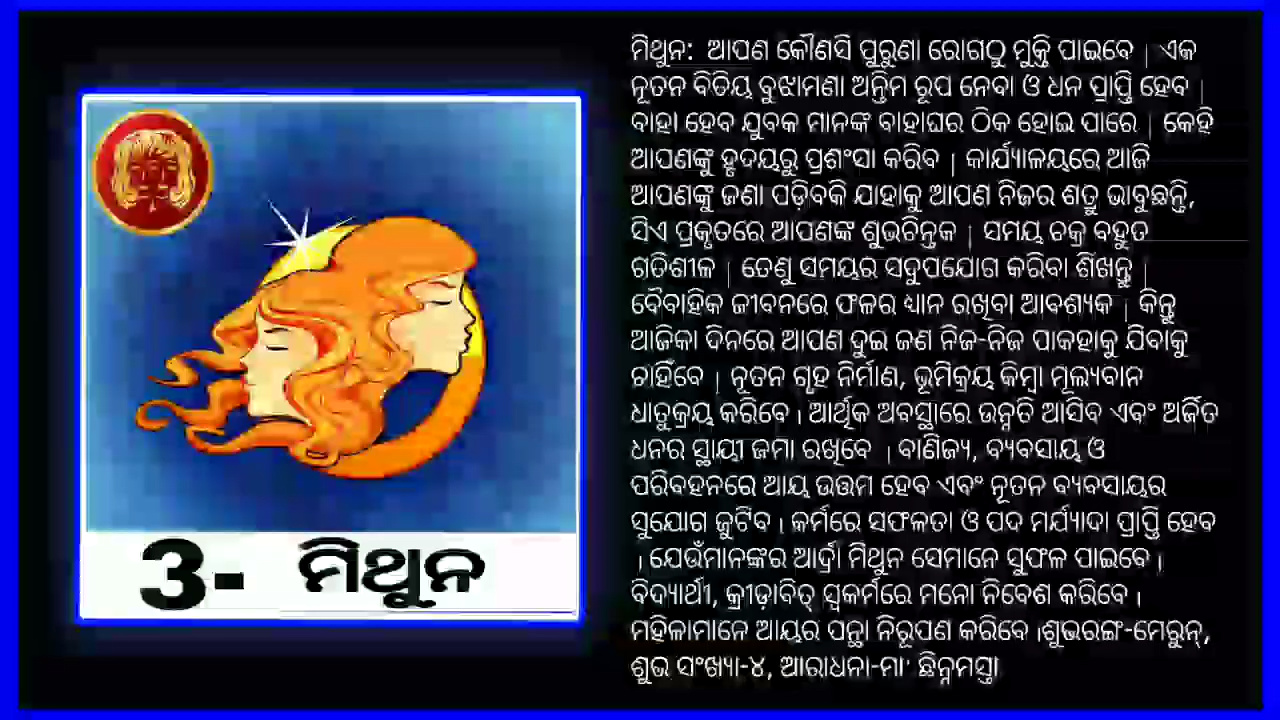 3- ମିଥୁନ
ମିଥୁନ: ଆପଣ କୌଣସି ପୁରୁଣା ରୋଗଠୁ ମୁକ୍ତି ପାଇବେ | ଏକ
ନୂତନ ବିତିୟ ବୁଝାମଣା ଅନ୍ତିମ ରୂପ ନେବା ଓ ଧନ ପ୍ରାପ୍ତି ହେବ |
ବାହା ହେବ ଯୁବକ ମାନଙ୍କ ବାହାଘର ଠିକ ହୋଇ ପାରେ | କେହି
ଆପଣଙ୍କୁ ହୃଦୟରୁ ପ୍ରଶଂସା କରିବ | କାର୍ଯ୍ୟାଳୟରେ ଆଜି
ଆପଣଙ୍କୁ ଜଣା ପଡ଼ିବକି ଯାହାକୁ ଆପଣ ନିଜର ଶତ୍ରୁ ଭାବୁଛନ୍ତି,
ସିଏ ପ୍ରକୃତରେ ଆପଣଙ୍କ ଶୁଭଚିନ୍ତକ | ସମୟ ଚକ୍ର ବହୁତ
ଗତିଶୀଳ | ତେଣୁ ସମୟର ସଦୁପଯୋଗ କରିବା ଶିଖନ୍ତୁ |
ବୈବାହିକ ଜୀବନରେ ଫଳର ଧ୍ୟାନ ରଖିବା ଆବଶ୍ୟକ | କିନ୍ତୁ
ଆଜିକା ଦିନରେ ଆପଣ ଦୁଇ ଜଣ ନିଜ-ନିଜ ପାକହାକୁ ଯିବାକୁ
ଚାହିଁବେ | ନୂତନ ଗୃହ ନିର୍ମାଣ, ଭୂମିକ୍ରୟ କିମ୍ବା ମୂଲ୍ୟବାନ
ଧାତୁକ୍ରୟ କରିବେ। ଆର୍ଥିକ ଅବସ୍ଥାରେ ଉନ୍ନତି ଆସିବ ଏବଂ ଅର୍ଜିତ
ଧନର ସ୍ଥାୟୀ ଜମା ରଖିବେ । ବାଣିଜ୍ୟ, ବ୍ୟବସାୟ ଓ
ପରିବହନରେ ଆୟ ଉତ୍ତମ ହେବ ଏବଂ ନୂତନ ବ୍ୟବସାୟର
ସୁଯୋଗ ଜୁଟିବ। କର୍ମରେ ସଫଳତା ଓ ପଦ ମର୍ଯ୍ୟାଦା ପ୍ରାପ୍ତି ହେବ
। ଯେଉଁମାନଙ୍କର ଆର୍ଦ୍ରା ମିଥୁନ ସେମାନେ ସୁଫଳ ପାଇବେ।
ବିଦ୍ୟାର୍ଥୀ, କ୍ରୀଡ଼ାବିତ୍ ସ୍ୱକର୍ମରେ ମନୋ ନିବେଶ କରିବେ।
ମହିଳାମାନେ ଆୟର ପନ୍ଥା ନିରୂପଣ କରିବେ।ଶୁଭରଙ୍ଗ-ମେରୁନ୍,
ଶୁଭ ସଂଖ୍ୟା-୪, ଆରାଧନା-ମା' ଛିନ୍ନମସ୍ତା